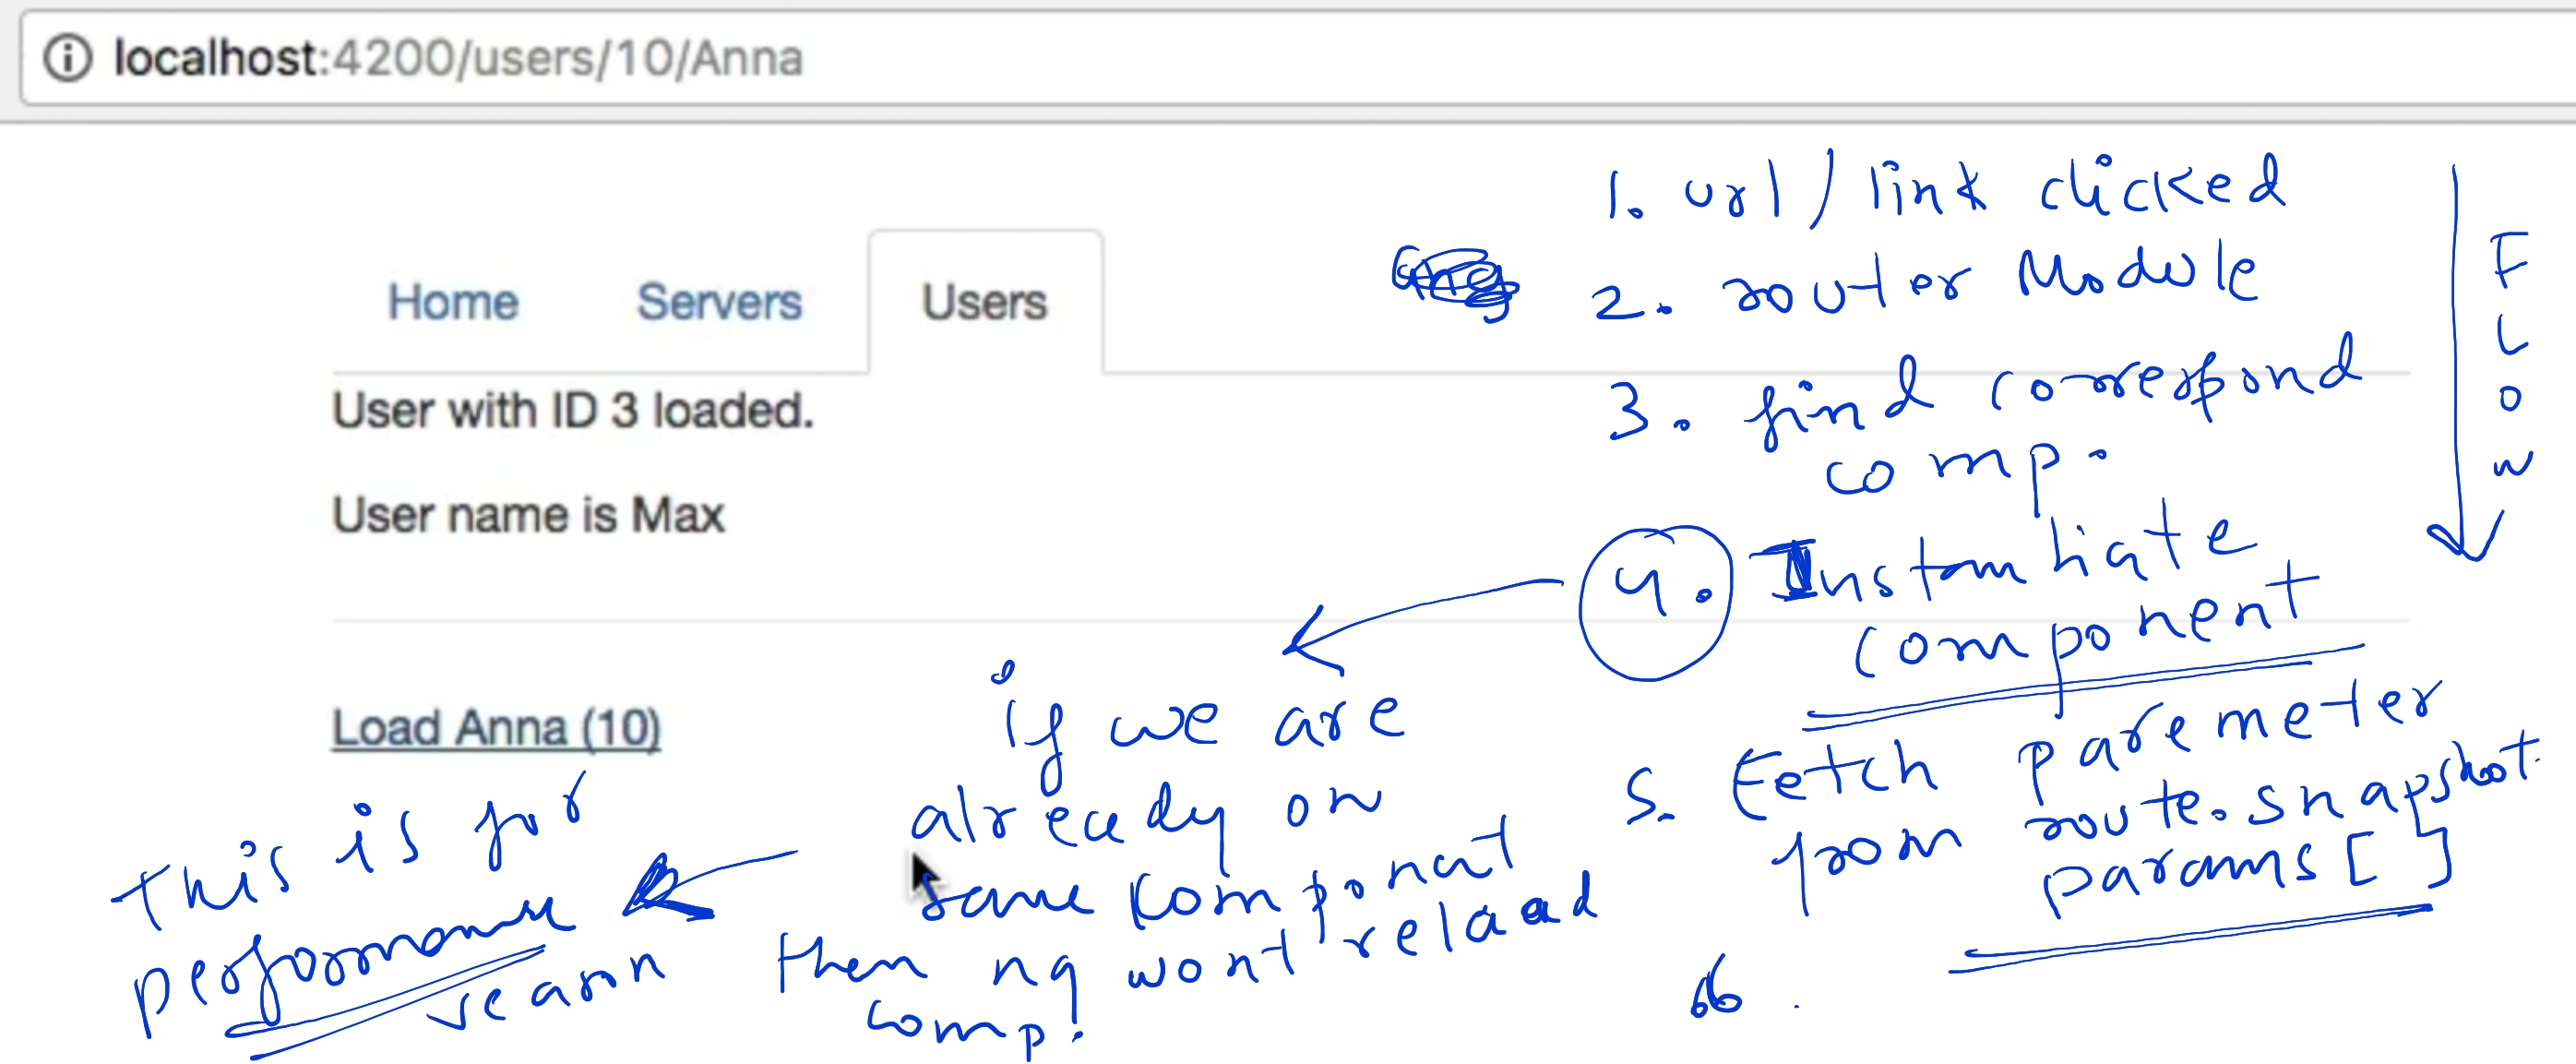 localhost:4200/users/10/Anna
Home Servers Users
User with ID 3 loaded.
User name is Max
Load Anna (10)
1. url / link clicked
2. router Module
3. find correspond
comp.
4. Instantiate
component
5. Fetch paremeter
from route.snapshot.
params [ ]
6.
FLOW
if we are
already on
same component
then ng wont reload
comp!
This is for
performance
reason